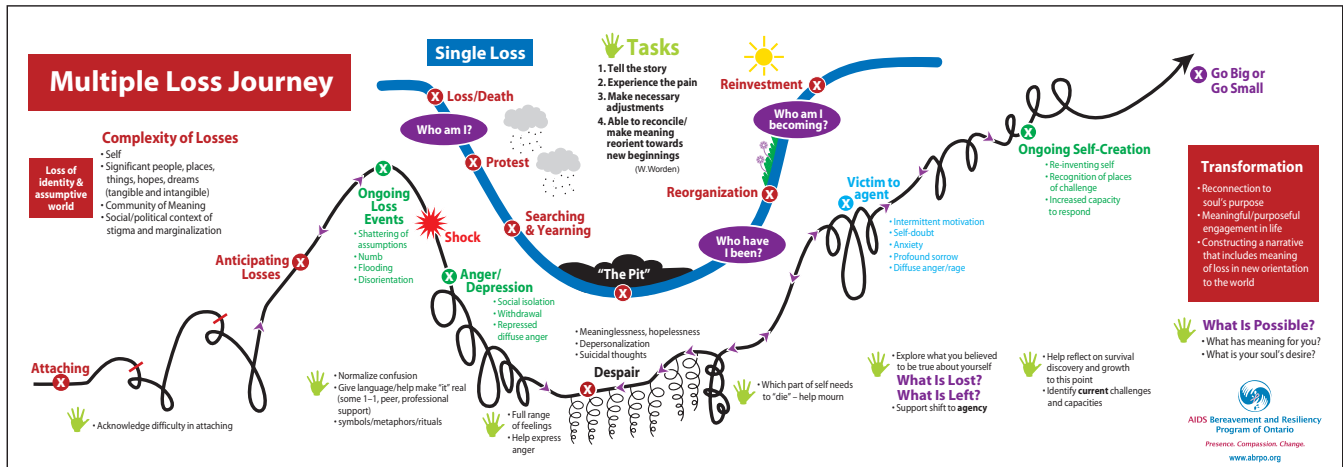 Multiple Loss Journey
Complexity of Losses
Loss of
identity &
assumptive
world
• Self
• Significant people, places,
things, hopes, dreams
(tangible and intangible)
• Community of Meaning
• Social/political context of
stigma and marginalization
Attaching
X
• Acknowledge difficulty in attaching
Anticipating
Losses
X
X
Ongoing
Loss
Events
• Shattering of
assumptions
• Numb
• Flooding
• Disorientation
Shock
X
Anger/
Depression
• Social isolation
• Withdrawal
• Repressed
diffuse anger
• Normalize confusion
• Give language/help make "it" real
(some 1–1, peer, professional
support)
• symbols/metaphors/rituals
• Full range
of feelings
• Help express
anger
Single Loss
X
Loss/Death
Who am I?
X
Protest
X
Searching
& Yearning
"The Pit"
X
Tasks
1. Tell the story
2. Experience the pain
3. Make necessary
adjustments
4. Able to reconcile/
make meaning
reorient towards
new beginnings
(W.Worden)
Reinvestment
X
Who am I
becoming?
Reorganization
X
Who have
I been?
• Meaninglessness, hopelessness
• Depersonalization
• Suicidal thoughts
Despair
X
• Which part of self needs
to "die" – help mourn
Victim to
agent
X
• Intermittent motivation
• Self-doubt
• Anxiety
• Profound sorrow
• Diffuse anger/rage
• Explore what you believed
to be true about yourself
What Is Lost?
What Is Left?
• Support shift to agency
X
Ongoing Self-Creation
• Re-inventing self
• Recognition of places
of challenge
• Increased capacity
to respond
• Help reflect on survival
discovery and growth
to this point
• Identify current challenges
and capacities
X
Go Big or
Go Small
Transformation
• Reconnection to
soul's purpose
• Meaningful/purposeful
engagement in life
• Constructing a narrative
that includes meaning
of loss in new orientation
to the world
What Is Possible?
• What has meaning for you?
• What is your soul's desire?
AIDS Bereavement and Resiliency
Program of Ontario
Presence. Compassion. Change.
www.abrpo.org